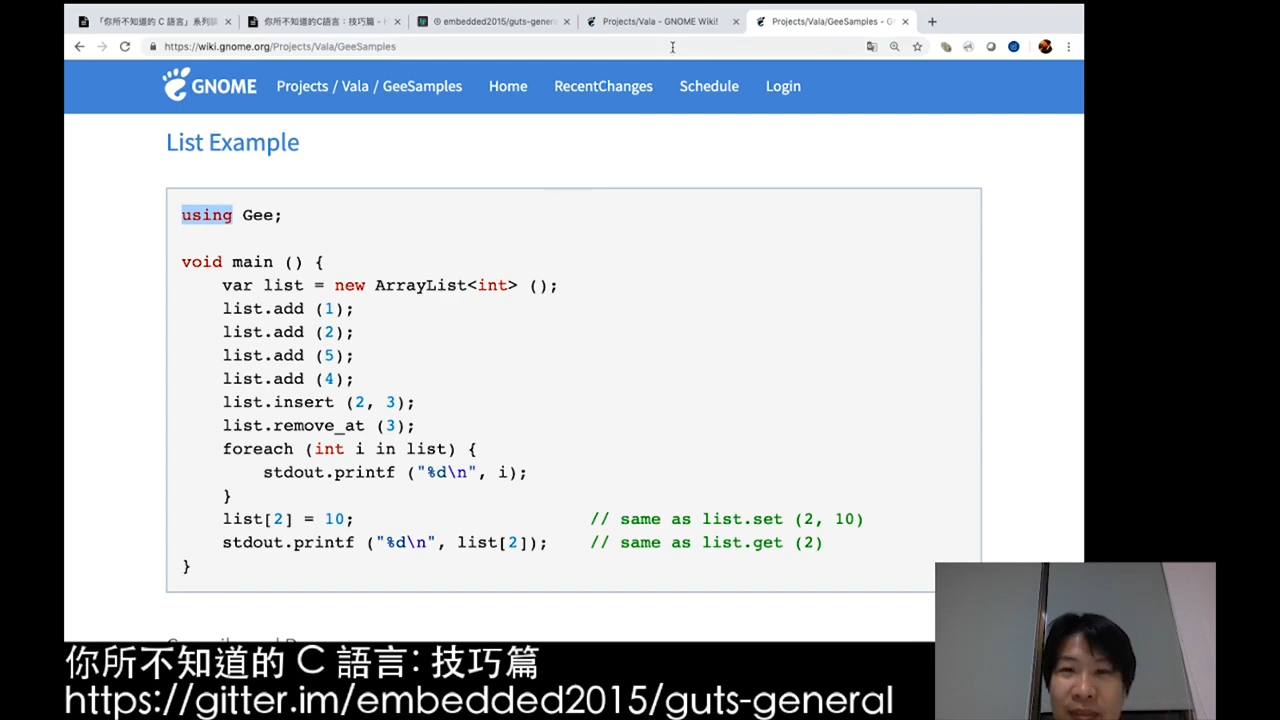 「你所不知道的 C 語言」系列講
你所不知道的C語言：技巧篇 - H
embedded2015/guts-gener
Projects/Vala - GNOME Wiki!
Projects/Vala/GeeSamples - G
https://wiki.gnome.org/Projects/Vala/GeeSamples
GNOME Projects / Vala / GeeSamples Home RecentChanges Schedule Login
List Example
using Gee;
void main () {
var list = new ArrayList<int> ();
list.add (1);
list.add (2);
list.add (5);
list.add (4);
list.insert (2, 3);
list.remove_at (3);
foreach (int i in list) {
stdout.printf ("%d\n", i);
}
list[2] = 10; // same as list.set (2, 10)
stdout.printf ("%d\n", list[2]); // same as list.get (2)
}
你所不知道的 C 語言: 技巧篇
https://gitter.im/embedded2015/guts-general